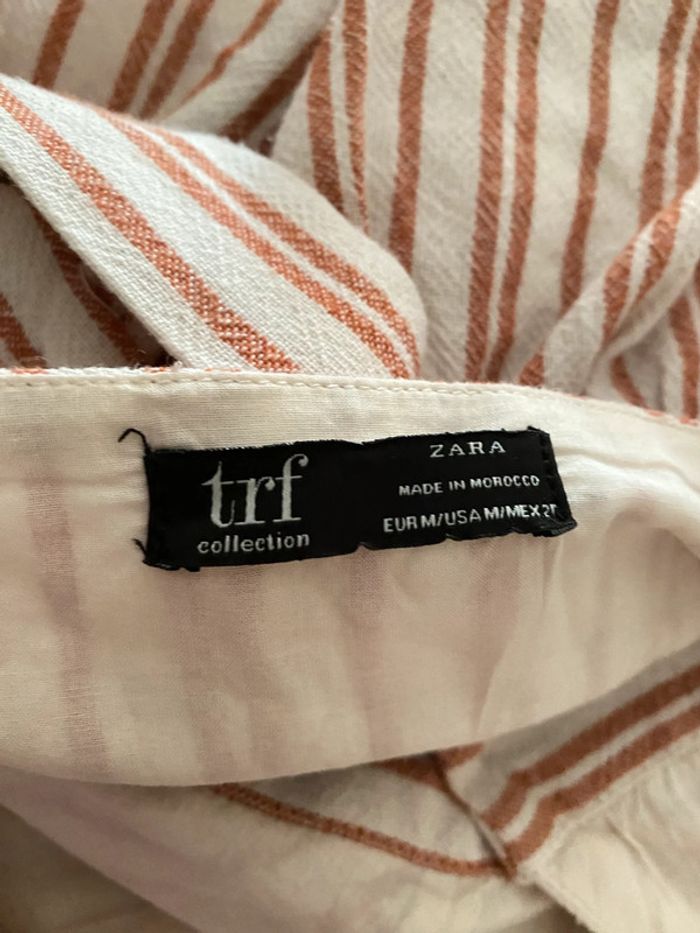 trf
collection
ZARA
MADE IN MOROCCO
EUR M/USA M/MEX